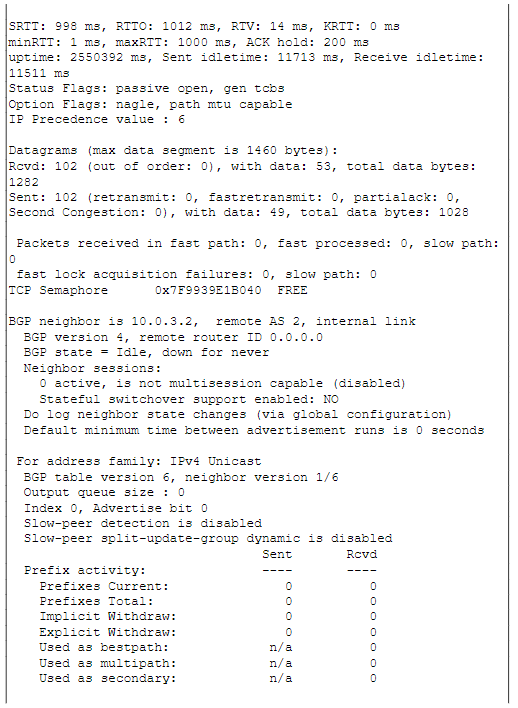 SRTT: 998 ms, RTTO: 1012 ms, RTV: 14 ms, KRTT: 0 ms
minRTT: 1 ms, maxRTT: 1000 ms, ACK hold: 200 ms
uptime: 2550392 ms, Sent idletime: 11713 ms, Receive idletime:
11511 ms
Status Flags: passive open, gen tcbs
Option Flags: nagle, path mtu capable
IP Precedence value : 6

Datagrams (max data segment is 1460 bytes):
Rcvd: 102 (out of order: 0), with data: 53, total data bytes:
1282
Sent: 102 (retransmit: 0, fastretransmit: 0, partialack: 0,
Second Congestion: 0), with data: 49, total data bytes: 1028

 Packets received in fast path: 0, fast processed: 0, slow path:
0
 fast lock acquisition failures: 0, slow path: 0
TCP Semaphore      0x7F9939E1B040  FREE

BGP neighbor is 10.0.3.2,  remote AS 2, internal link
  BGP version 4, remote router ID 0.0.0.0
  BGP state = Idle, down for never
  Neighbor sessions:
    0 active, is not multisession capable (disabled)
    Stateful switchover support enabled: NO
  Do log neighbor state changes (via global configuration)
  Default minimum time between advertisement runs is 0 seconds

 For address family: IPv4 Unicast
  BGP table version 6, neighbor version 1/6
  Output queue size : 0
  Index 0, Advertise bit 0
  Slow-peer detection is disabled
  Slow-peer split-update-group dynamic is disabled
                                 Sent       Rcvd
  Prefix activity:               ----       ----
    Prefixes Current:               0          0
    Prefixes Total:                 0          0
    Implicit Withdraw:              0          0
    Explicit Withdraw:              0          0
    Used as bestpath:             n/a          0
    Used as multipath:            n/a          0
    Used as secondary:            n/a          0